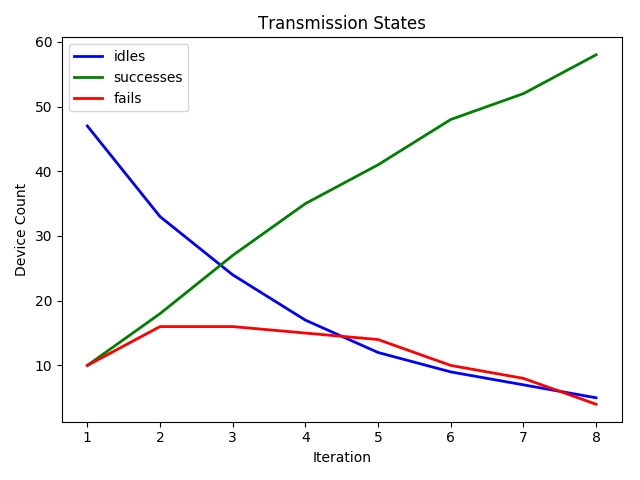 Transmission States
60
50
40
30
20
10
Device Count
idles
successes
fails
1 2 3 4 5 6 7 8
Iteration